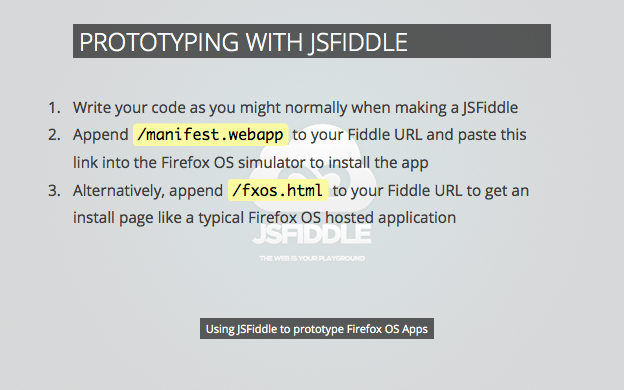 PROTOTYPING WITH JSFIDDLE
1. Write your code as you might normally when making a JSFiddle
2. Append /manifest.webapp to your Fiddle URL and paste this
link into the Firefox OS simulator to install the app
3. Alternatively, append /fxos.html to your Fiddle URL to get an
install page like a typical Firefox OS hosted application
JSFIDDLE
THE WEB IS YOUR PLAYGROUND
Using JSFiddle to prototype Firefox OS Apps